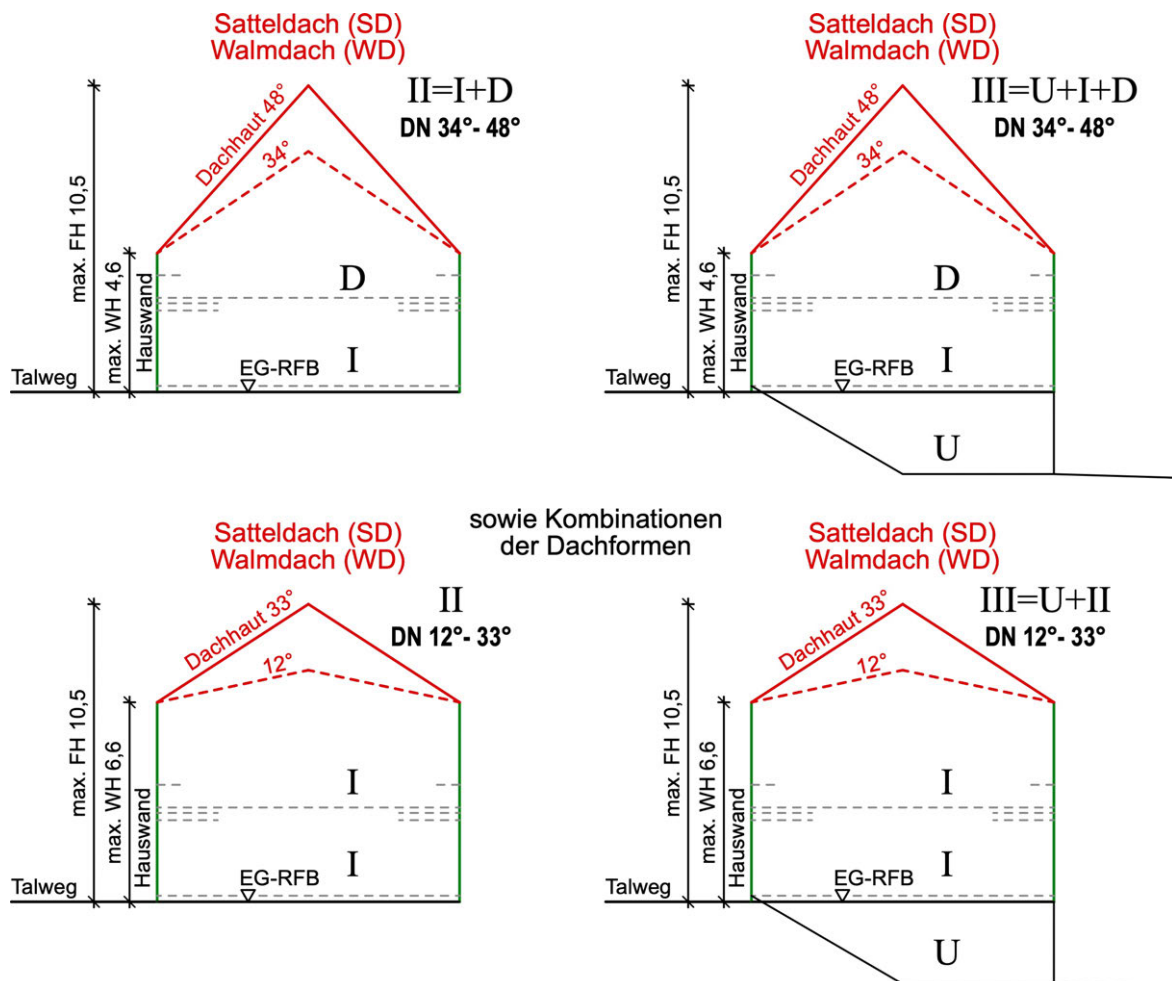 Satteldach (SD)
Walmdach (WD)
II=I+D
DN 34°- 48°
Dachhaut 48°
34°
max. FH 10,5
max. WH 4,6
Hauswand
D
I
EG-RFB
Talweg
Satteldach (SD)
Walmdach (WD)
III=U+I+D
DN 34°- 48°
Dachhaut 48°
34°
max. FH 10,5
max. WH 4,6
Hauswand
D
I
EG-RFB
Talweg
U
sowie Kombinationen
der Dachformen
Satteldach (SD)
Walmdach (WD)
II
DN 12°- 33°
Dachhaut 33°
12°
max. FH 10,5
max. WH 6,6
Hauswand
I
I
EG-RFB
Talweg
Satteldach (SD)
Walmdach (WD)
III=U+II
DN 12°- 33°
Dachhaut 33°
12°
max. FH 10,5
max. WH 6,6
Hauswand
I
I
EG-RFB
Talweg
U